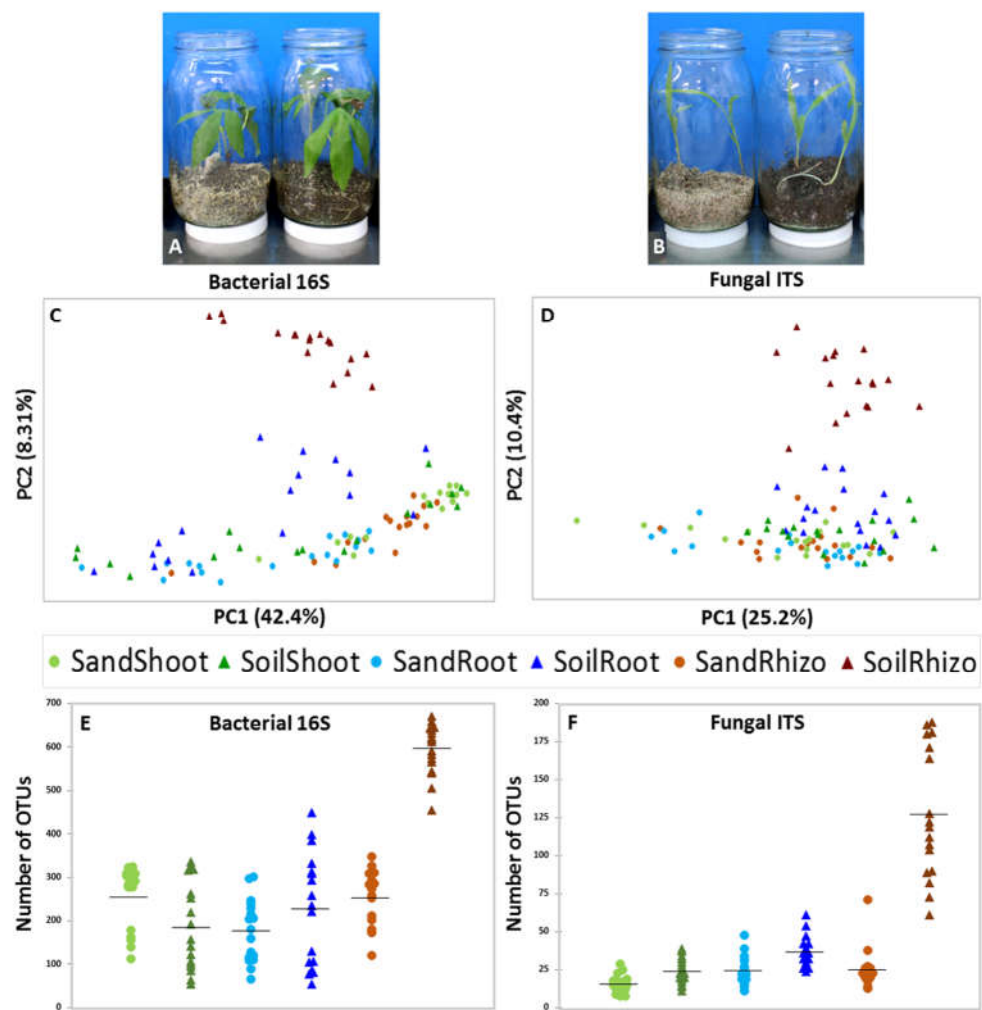 A
B
Bacterial 16S
Fungal ITS
C
PC2 (8.31%)
PC1 (42.4%)
D
PC2 (10.4%)
PC1 (25.2%)
SandShoot SoilShoot SandRoot SoilRoot SandRhizo SoilRhizo
E
Bacterial 16S
Number of OTUs
700
600
500
400
300
200
100
0
F
Fungal ITS
Number of OTUs
200
175
150
125
100
75
50
25
0